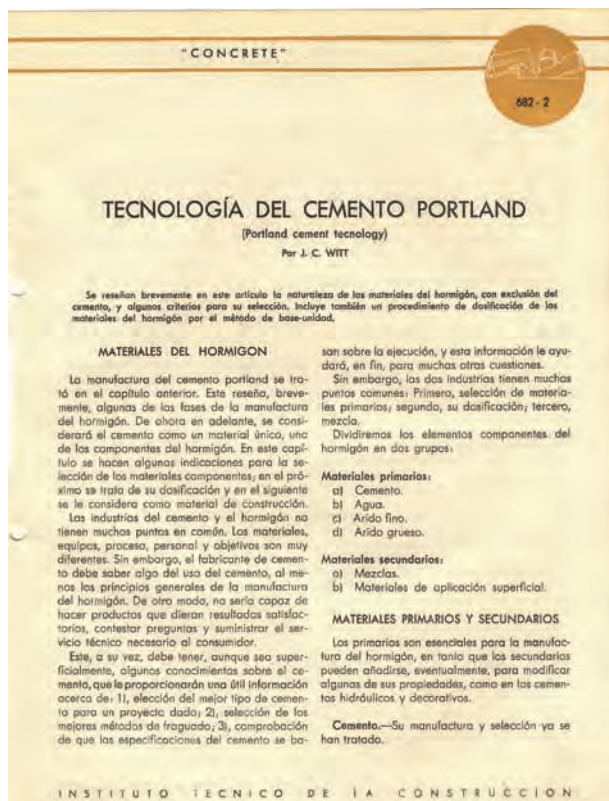 "CONCRETE"
682 - 2
TECNOLOGÍA DEL CEMENTO PORTLAND
(Portland cement technology)
Por J. C. WITT
Se reseñan brevemente en este artículo la naturaleza de los materiales del hormigón, con exclusión del
cemento, y algunos criterios para su selección. Incluye también un procedimiento de dosificación de los
materiales del hormigón por el método de base-unidad.
MATERIALES DEL HORMIGON
La manufactura del cemento portland se tra-
tó en el capítulo anterior. Este reseña, breve-
mente, algunas de las fases de la manufactura
del hormigón. De ahora en adelante, se consi-
derará el cemento como un material único, uno
de los componentes del hormigón. En este capí-
tulo se hacen algunas indicaciones para la se-
lección de los materiales componentes; en el pró-
ximo se trata de su dosificación y en el siguiente
se le considera como material de construcción.
Las industrias del cemento y el hormigón no
tienen muchos puntos en común. Los materiales,
equipos, proceso, personal y objetivos son muy
diferentes. Sin embargo, el fabricante de cemen-
to debe saber algo del uso del cemento, al me-
nos los principios generales de la manufactura
del hormigón. De otro modo, no sería capaz de
hacer productos que dieran resultados satisfac-
torios, contestar preguntas y suministrar el ser-
vicio técnico necesario al consumidor.
Este, a su vez, debe tener, aunque sea super-
ficialmente, algunos conocimientos sobre el ce-
mento, que le proporcionarán una útil información
acerca de: 1), elección del mejor tipo de cemen-
to para un proyecto dado; 2), selección de los
mejores métodos de fraguado; 3), comprobación
de que las especificaciones del cemento se ba-
san sobre la ejecución, y esta información le ayu-
dará, en fin, para muchas otras cuestiones.
Sin embargo, las dos industrias tienen muchos
puntos comunes: Primero, selección de materia-
les primarios; segundo, su dosificación; tercero,
mezcla.
Dividiremos los elementos componentes del
hormigón en dos grupos:
Materiales primarios:
a) Cemento.
b) Agua.
c) Arido fino.
d) Arido grueso.
Materiales secundarios:
a) Mezclas.
b) Materiales de aplicación superficial.
MATERIALES PRIMARIOS Y SECUNDARIOS
Los primarios son esenciales para la manufac-
tura del hormigón, en tanto que los secundarios
pueden añadirse, eventualmente, para modificar
algunas de sus propiedades, como en los cemen-
tos hidráulicos y decorativos.
Cemento.—Su manufactura y selección ya se
han tratado.
INSTITUTO TECNICO DE LA CONSTRUCCION